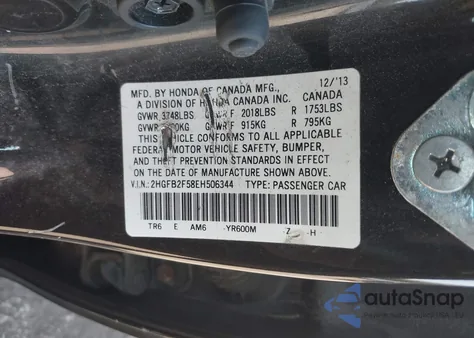 MFD. BY HONDA OF CANADA MFG., 12/'13
A DIVISION OF HONDA CANADA INC. CANADA
GVWR 3748LBS F 2018LBS R 1753LBS
GVWR F 915KG R 795KG
THIS VEHICLE CONFORMS TO ALL APPLICABLE
FEDERAL MOTOR VEHICLE SAFETY, BUMPER,
AND THEFT PREVENTION STANDARDS IN EFFECT
ON THE DATE OF MANUFACTURE SHOWN ABOVE.
V.I.N.: 2HGFB2F58EH506344 TYPE: PASSENGER CAR
TR6 E AM6 YR600M Z H
autoSnap